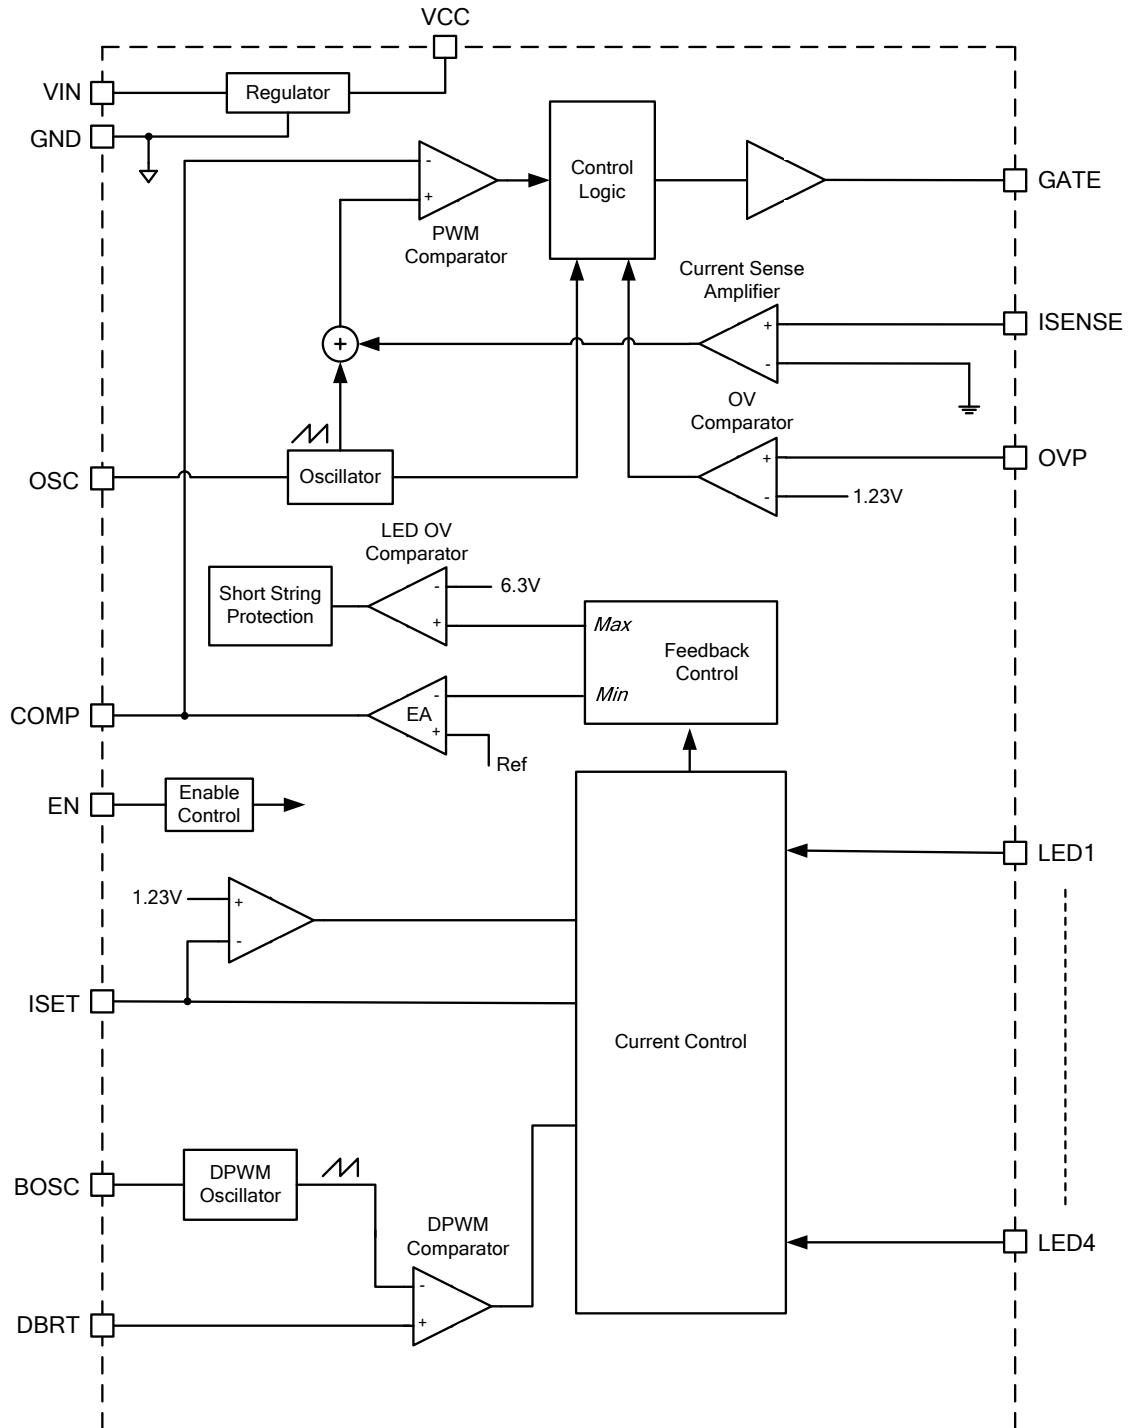 VCC
VIN
Regulator
GND
-
+
PWM
Comparator
Control
Logic
GATE
Current Sense
Amplifier
+
-
ISENSE
+
OV
Comparator
+
-
OVP
1.23V
OSC
Oscillator
LED OV
Comparator
-
+
6.3V
Short String
Protection
Max
Feedback
Control
Min
COMP
EA
-
+
Ref
EN
Enable
Control
LED1
1.23V
+
-
ISET
Current Control
BOSC
DPWM
Oscillator
DPWM
Comparator
-
+
LED4
DBRT